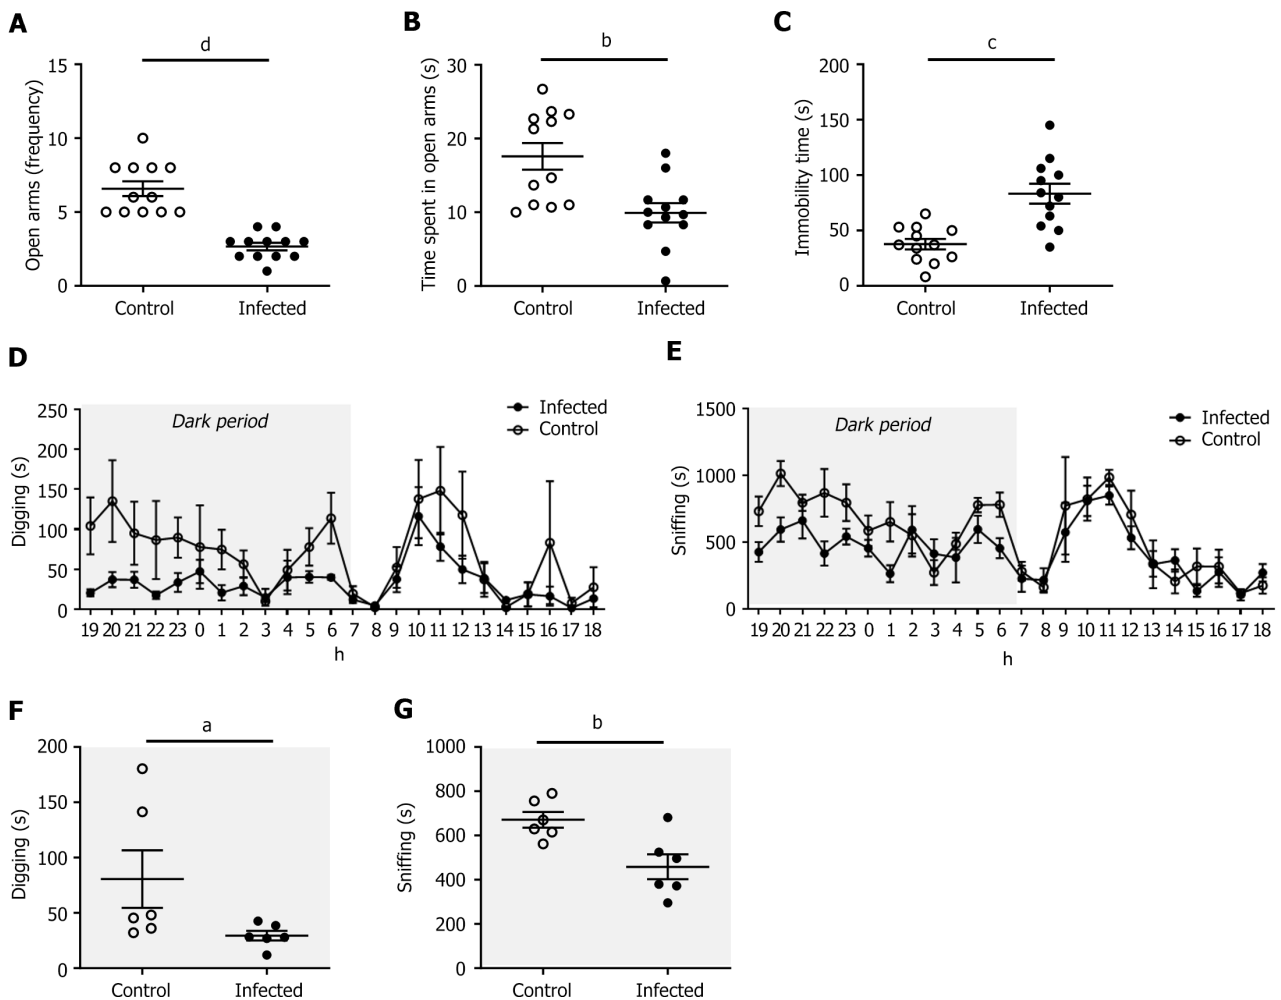 A
d
Open arms (frequency)
15
10
5
0
Control
Infected
B
b
Time spent in open arms (s)
30
20
10
0
Control
Infected
C
c
Immobility time (s)
200
150
100
50
0
Control
Infected
D
Digging (s)
250
200
150
100
50
0
Dark period
Infected
Control
19 20 21 22 23 0 1 2 3 4 5 6 7 8 9 10 11 12 13 14 15 16 17 18
h
E
Sniffing (s)
1500
1000
500
0
Dark period
Infected
Control
19 20 21 22 23 0 1 2 3 4 5 6 7 8 9 10 11 12 13 14 15 16 17 18
h
F
a
Digging (s)
200
150
100
50
0
Control
Infected
G
b
Sniffing (s)
1000
800
600
400
200
0
Control
Infected